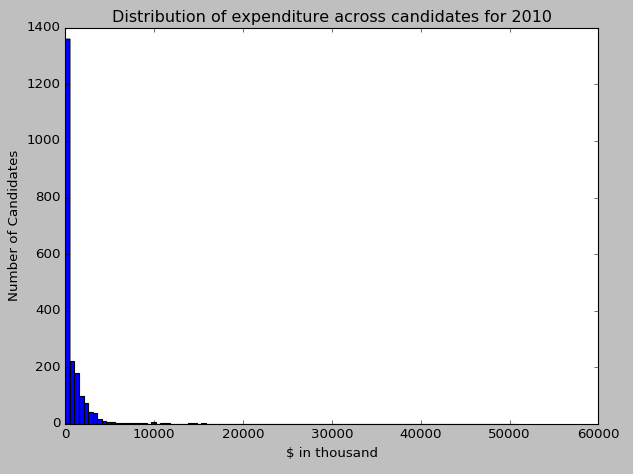 Distribution of expenditure across candidates for 2010
1400
1200
1000
800
600
400
200
0
Number of Candidates
0 10000 20000 30000 40000 50000 60000
$ in thousand